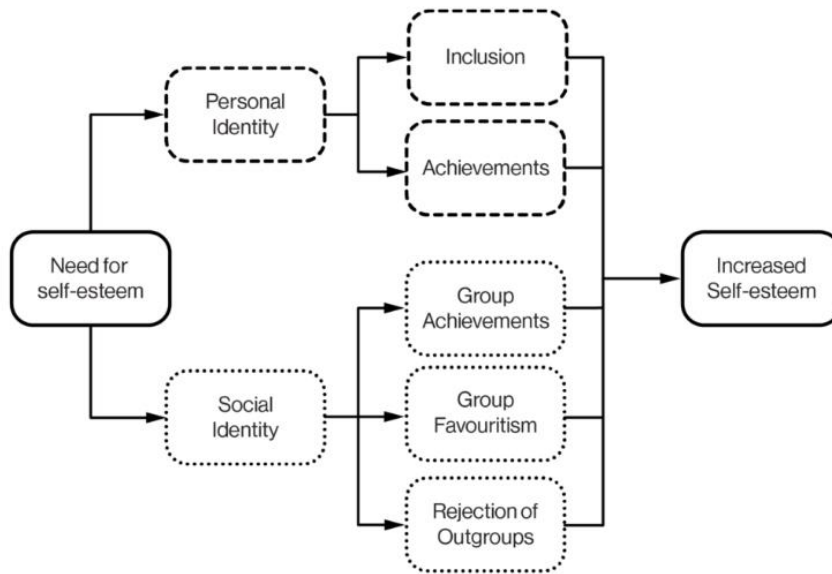 Inclusion
Personal
Identity
Achievements
Need for
self-esteem
Increased
Self-esteem
Group
Achievements
Social
Identity
Group
Favouritism
Rejection of
Outgroups